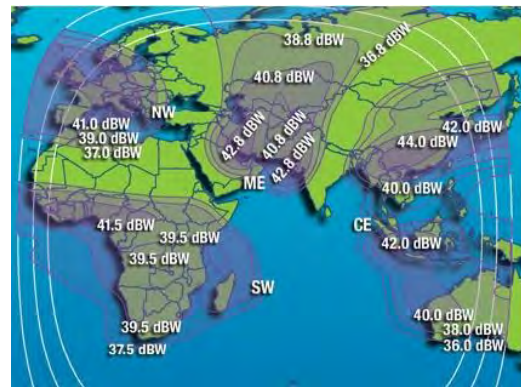 38.8 dBW
36.8 dBW
40.8 dBW
41.0 dBW
NW
39.0 dBW
37.0 dBW
42.8 dBW
40.8 dBW
42.8 dBW
42.0 dBW
44.0 dBW
ME
40.0 dBW
41.5 dBW
39.5 dBW
CE
42.0 dBW
39.5 dBW
SW
39.5 dBW
37.5 dBW
40.0 dBW
38.0 dBW
36.0 dBW